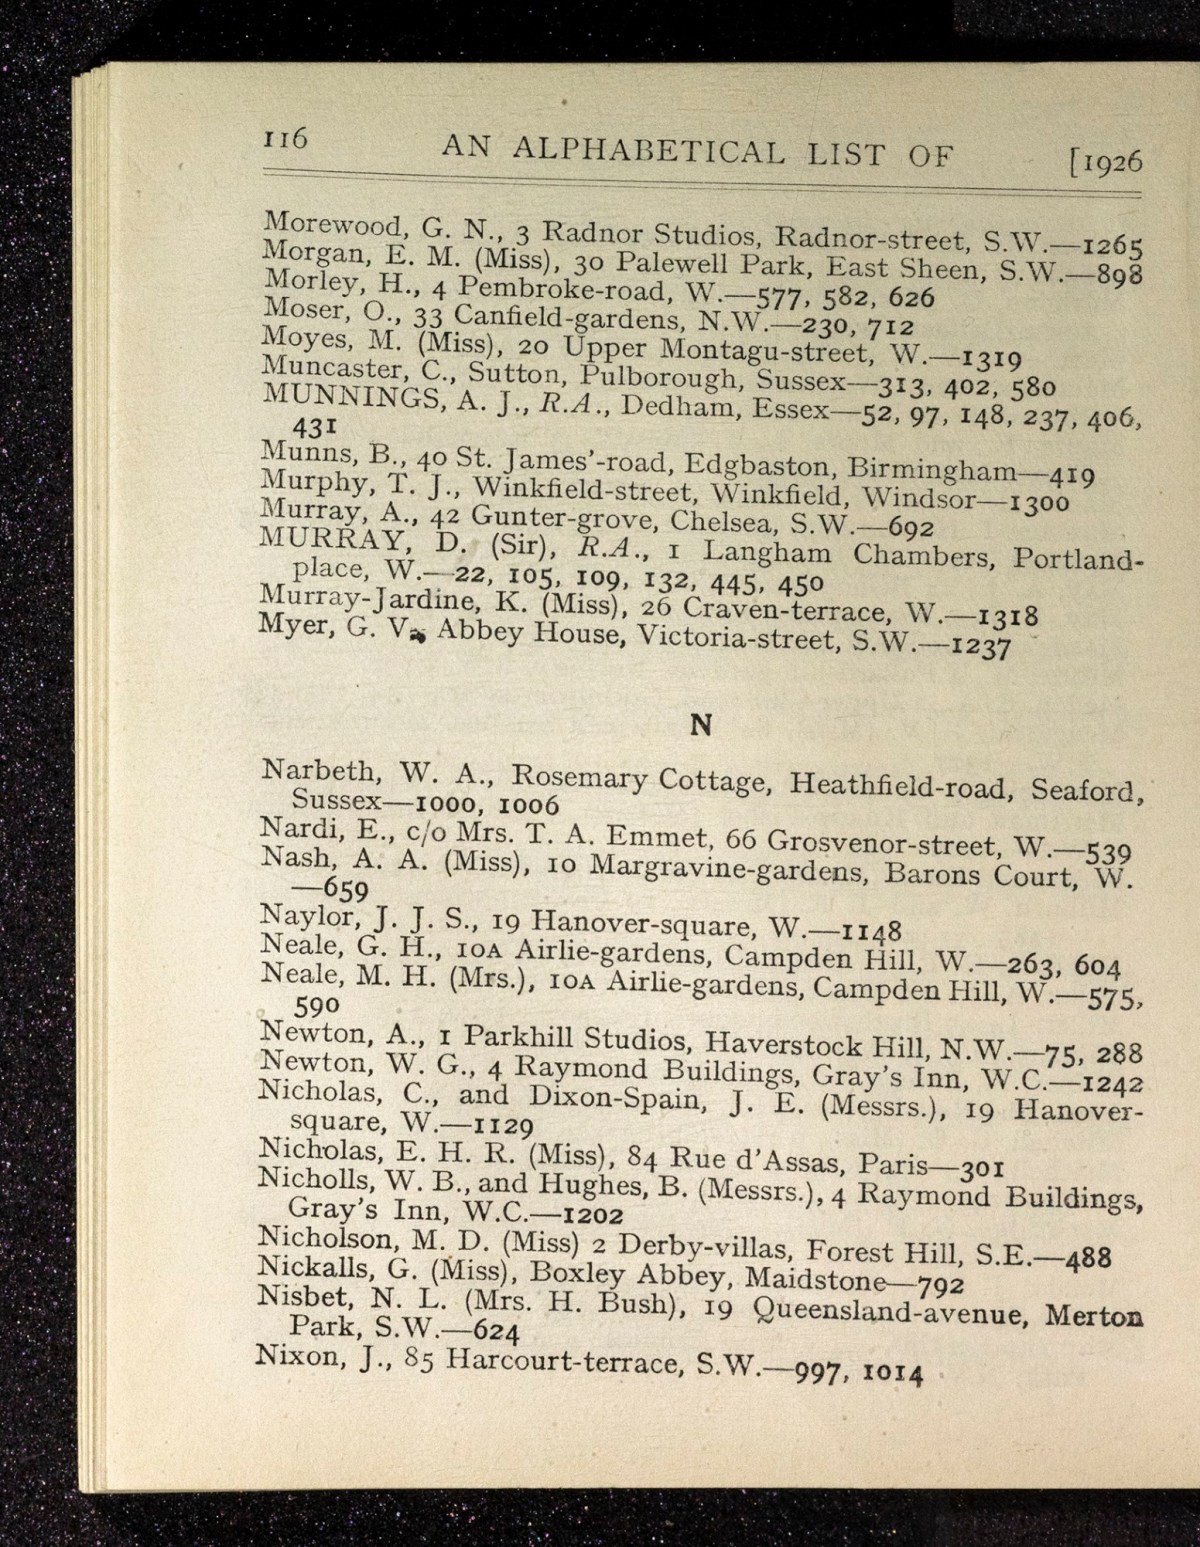 116 AN ALPHABETICAL LIST OF [1926
Morewood, G. N., 3 Radnor Studios, Radnor-street, S.W.—1265
Morgan, E. M. (Miss), 30 Palewell Park, East Sheen, S.W.—898
Morley, H., 4 Pembroke-road, W.—577, 582, 626
Moser, O., 33 Canfield-gardens, N.W.—230, 712
Moyes, M. (Miss), 20 Upper Montagu-street, W.—1319
Muncaster, C., Sutton, Pulborough, Sussex—313, 402, 580
MUNNINGS, A. J., R.A., Dedham, Essex—52, 97, 148, 237, 406,
431
Munns, B., 40 St. James'-road, Edgbaston, Birmingham—419
Murphy, T. J., Winkfield-street, Winkfield, Windsor—1300
Murray, A., 42 Gunter-grove, Chelsea, S.W.—692
MURRAY, D. (Sir), R.A., 1 Langham Chambers, Portland-
place, W.—22, 105, 109, 132, 445, 450
Murray-Jardine, K. (Miss), 26 Craven-terrace, W.—1318
Myer, G. V., Abbey House, Victoria-street, S.W.—1237
N
Narbeth, W. A., Rosemary Cottage, Heathfield-road, Seaford,
Sussex—1000, 1006
Nardi, E., c/o Mrs. T. A. Emmet, 66 Grosvenor-street, W.—539
Nash, A. A. (Miss), 10 Margravine-gardens, Barons Court, W.
—659
Naylor, J. J. S., 19 Hanover-square, W.—1148
Neale, G. H., 10A Airlie-gardens, Campden Hill, W.—263, 604
Neale, M. H. (Mrs.), 10A Airlie-gardens, Campden Hill, W.—575,
590
Newton, A., 1 Parkhill Studios, Haverstock Hill, N.W.—75, 288
Newton, W. G., 4 Raymond Buildings, Gray's Inn, W.C.—1242
Nicholas, C., and Dixon-Spain, J. E. (Messrs.), 19 Hanover-
square, W.—1129
Nicholas, E. H. R. (Miss), 84 Rue d'Assas, Paris—301
Nicholls, W. B., and Hughes, B. (Messrs.), 4 Raymond Buildings,
Gray's Inn, W.C.—1202
Nicholson, M. D. (Miss) 2 Derby-villas, Forest Hill, S.E.—488
Nickalls, G. (Miss), Boxley Abbey, Maidstone—792
Nisbet, N. L. (Mrs. H. Bush), 19 Queensland-avenue, Merton
Park, S.W.—624
Nixon, J., 85 Harcourt-terrace, S.W.—997, 1014